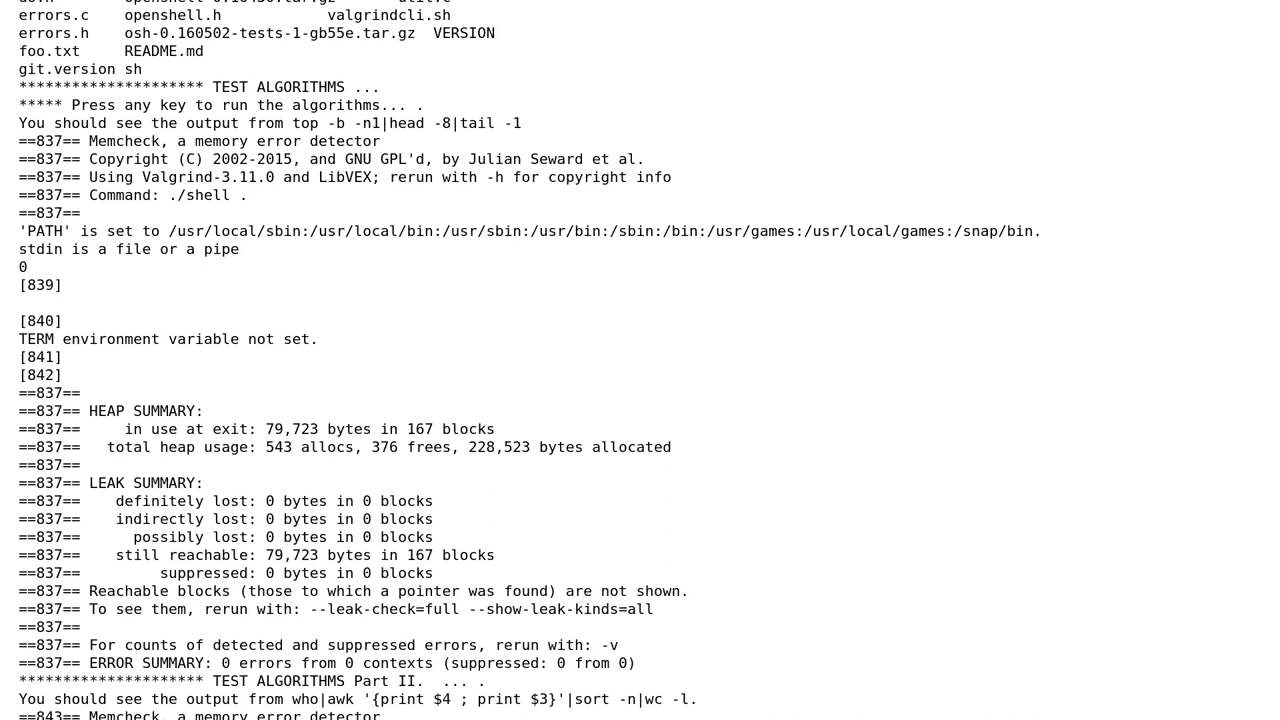 errors.c    openshell.h            valgrindcli.sh
errors.h    osh-0.160502-tests-1-gb55e.tar.gz  VERSION
foo.txt     README.md
git.version sh
********************* TEST ALGORITHMS ...
***** Press any key to run the algorithms... .
You should see the output from top -b -n1|head -8|tail -1
==837== Memcheck, a memory error detector
==837== Copyright (C) 2002-2015, and GNU GPL'd, by Julian Seward et al.
==837== Using Valgrind-3.11.0 and LibVEX; rerun with -h for copyright info
==837== Command: ./shell .
==837==
'PATH' is set to /usr/local/sbin:/usr/local/bin:/usr/sbin:/usr/bin:/sbin:/bin:/usr/games:/usr/local/games:/snap/bin.
stdin is a file or a pipe
0
[839]

[840]
TERM environment variable not set.
[841]
[842]
==837==
==837== HEAP SUMMARY:
==837==     in use at exit: 79,723 bytes in 167 blocks
==837==   total heap usage: 543 allocs, 376 frees, 228,523 bytes allocated
==837==
==837== LEAK SUMMARY:
==837==    definitely lost: 0 bytes in 0 blocks
==837==    indirectly lost: 0 bytes in 0 blocks
==837==      possibly lost: 0 bytes in 0 blocks
==837==    still reachable: 79,723 bytes in 167 blocks
==837==         suppressed: 0 bytes in 0 blocks
==837== Reachable blocks (those to which a pointer was found) are not shown.
==837== To see them, rerun with: --leak-check=full --show-leak-kinds=all
==837==
==837== For counts of detected and suppressed errors, rerun with: -v
==837== ERROR SUMMARY: 0 errors from 0 contexts (suppressed: 0 from 0)
********************* TEST ALGORITHMS Part II.  ... .
You should see the output from who|awk '{print $4 ; print $3}'|sort -n|wc -l.
==843== Memcheck, a memory error detector